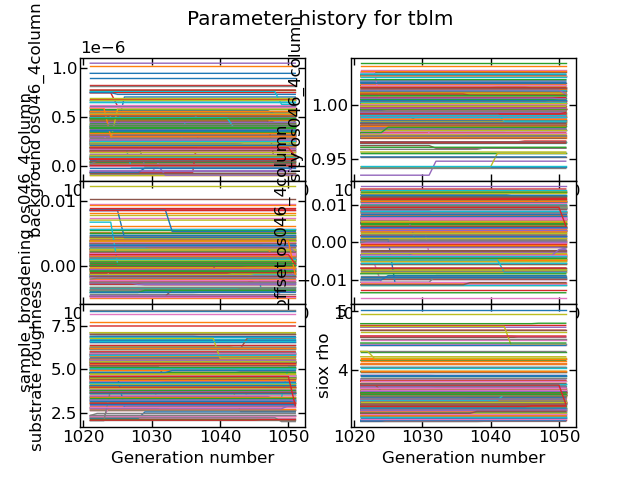 Parameter history for tblm
1e−6
1.0
0.5
0.0
background os046_4column
1.00
0.95
os046_4column
0.01
0.00
sample_broadening os046_4column
0.01
0.00
−0.01
offset os046_4column
7.5
5.0
2.5
substrate roughness
1020
1030
1040
1050
Generation number
5
4
siox rho
1020
1030
1040
1050
Generation number